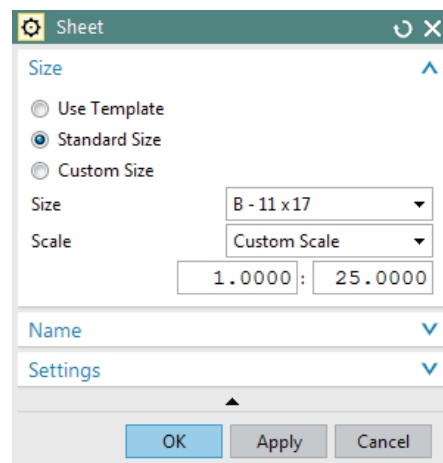 Sheet
Size
Use Template
Standard Size
Custom Size
Size B - 11 x 17
Scale Custom Scale
1.0000 : 25.0000
Name
Settings
OK Apply Cancel